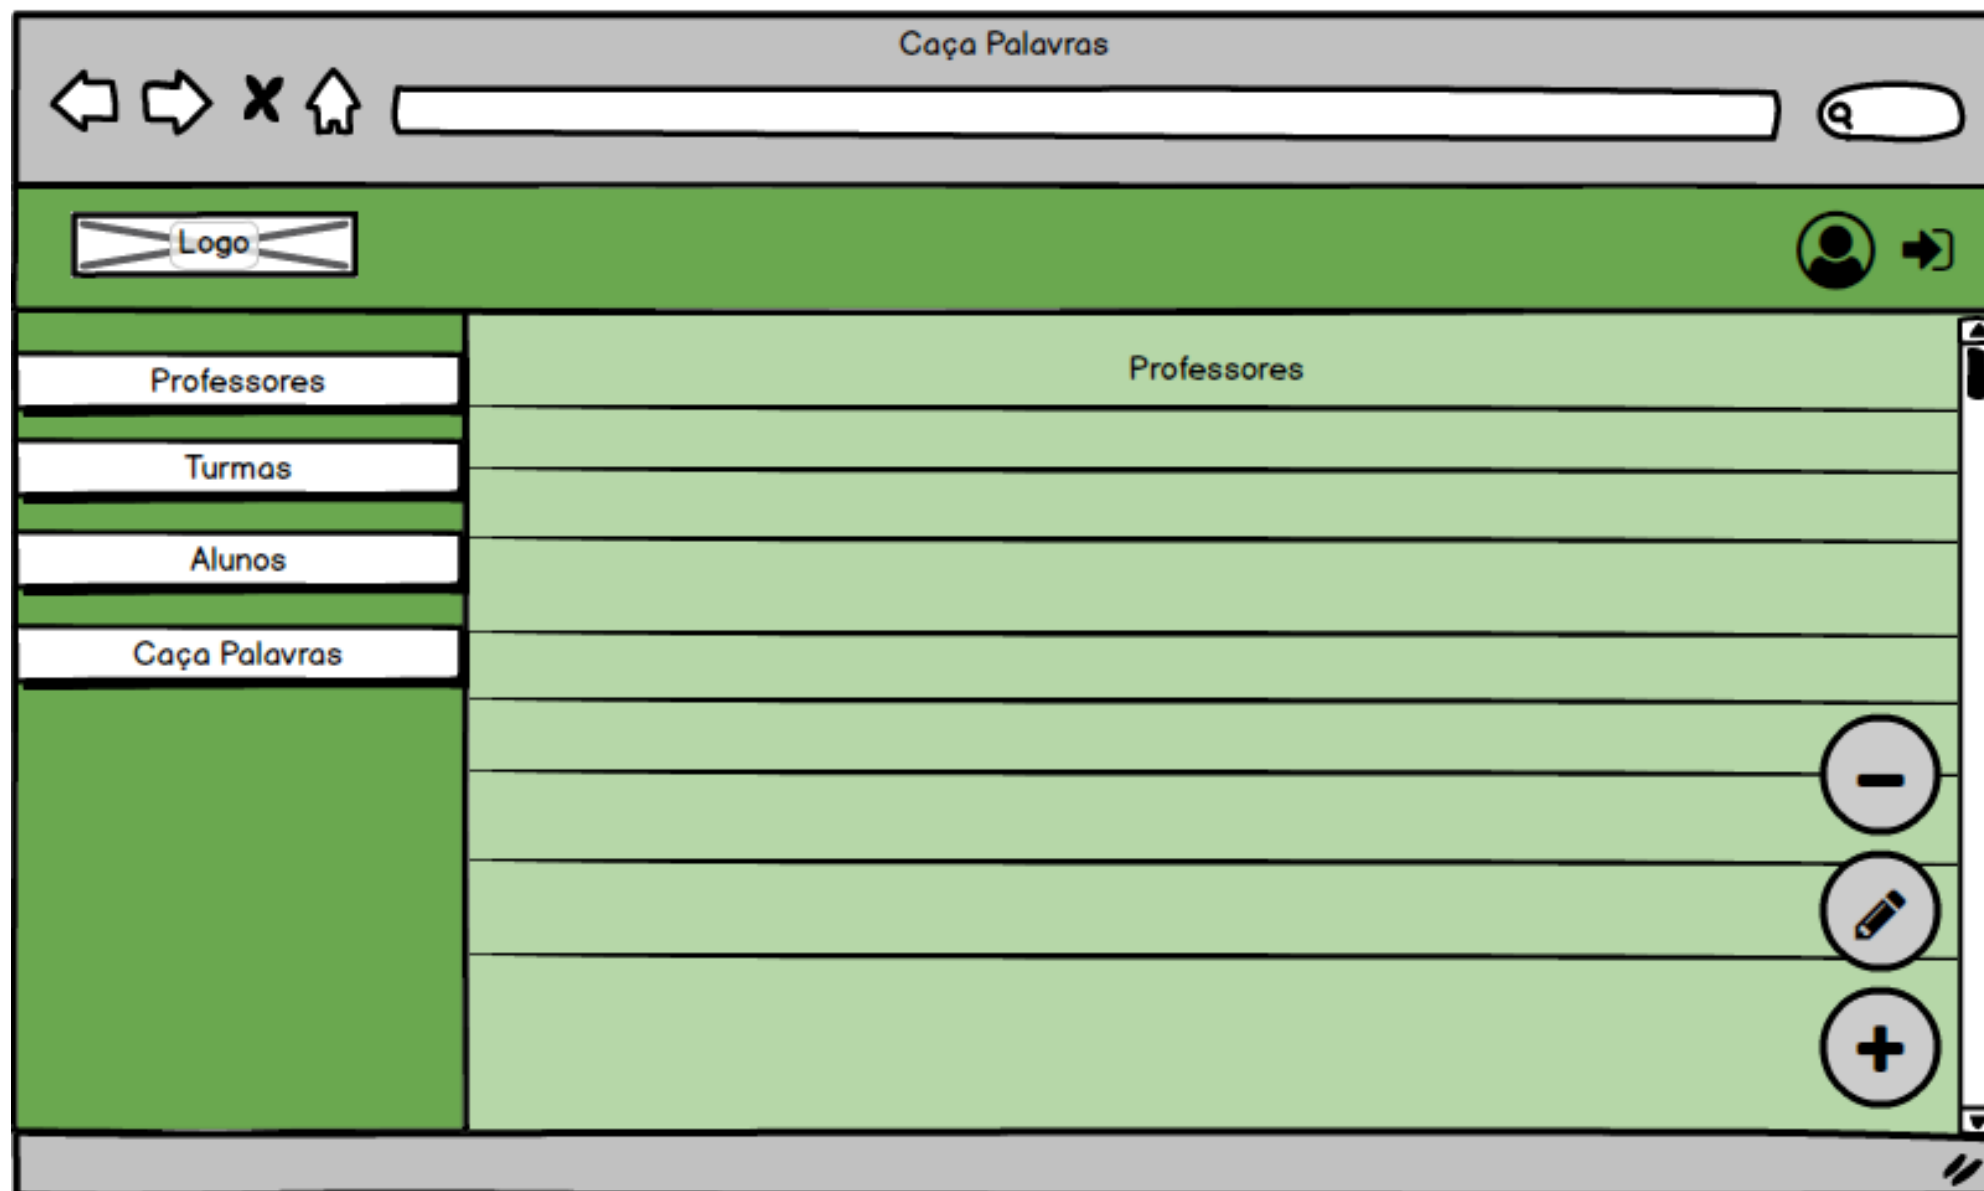 Caça Palavras
Logo
Professores
Turmas
Alunos
Caça Palavras
Professores